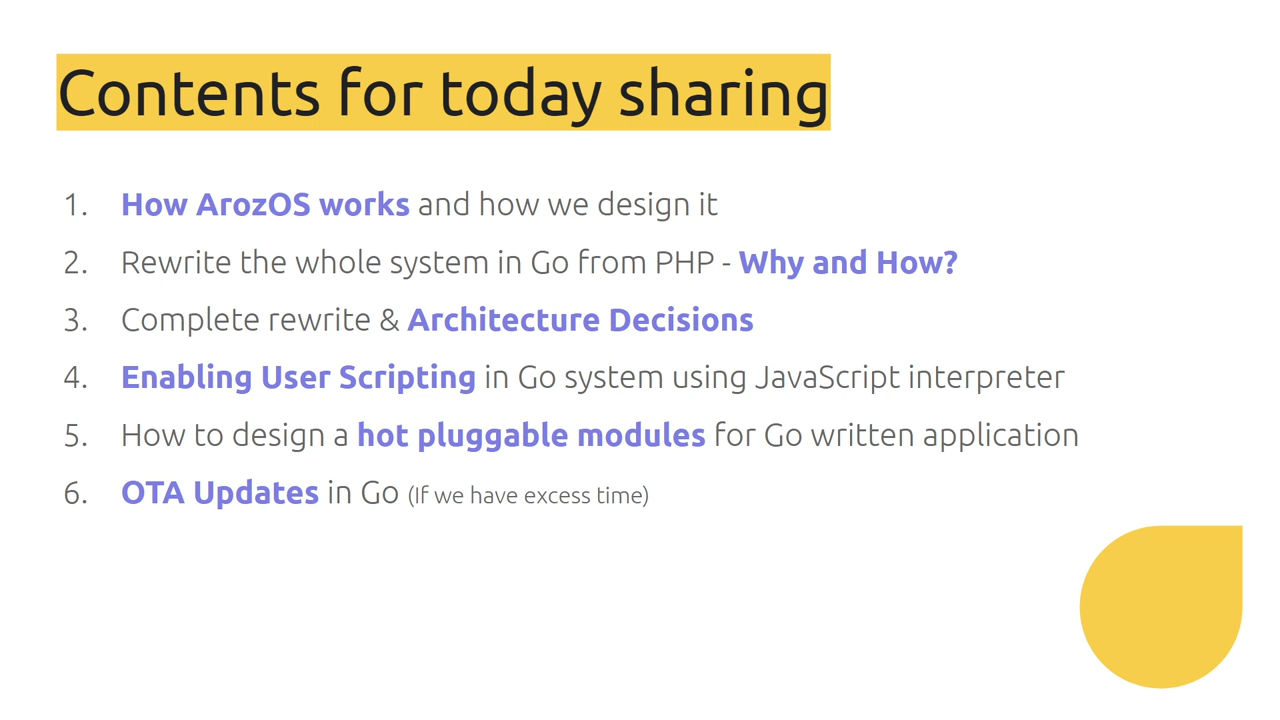 Contents for today sharing
1. How ArozOS works and how we design it
2. Rewrite the whole system in Go from PHP - Why and How?
3. Complete rewrite & Architecture Decisions
4. Enabling User Scripting in Go system using JavaScript interpreter
5. How to design a hot pluggable modules for Go written application
6. OTA Updates in Go (If we have excess time)